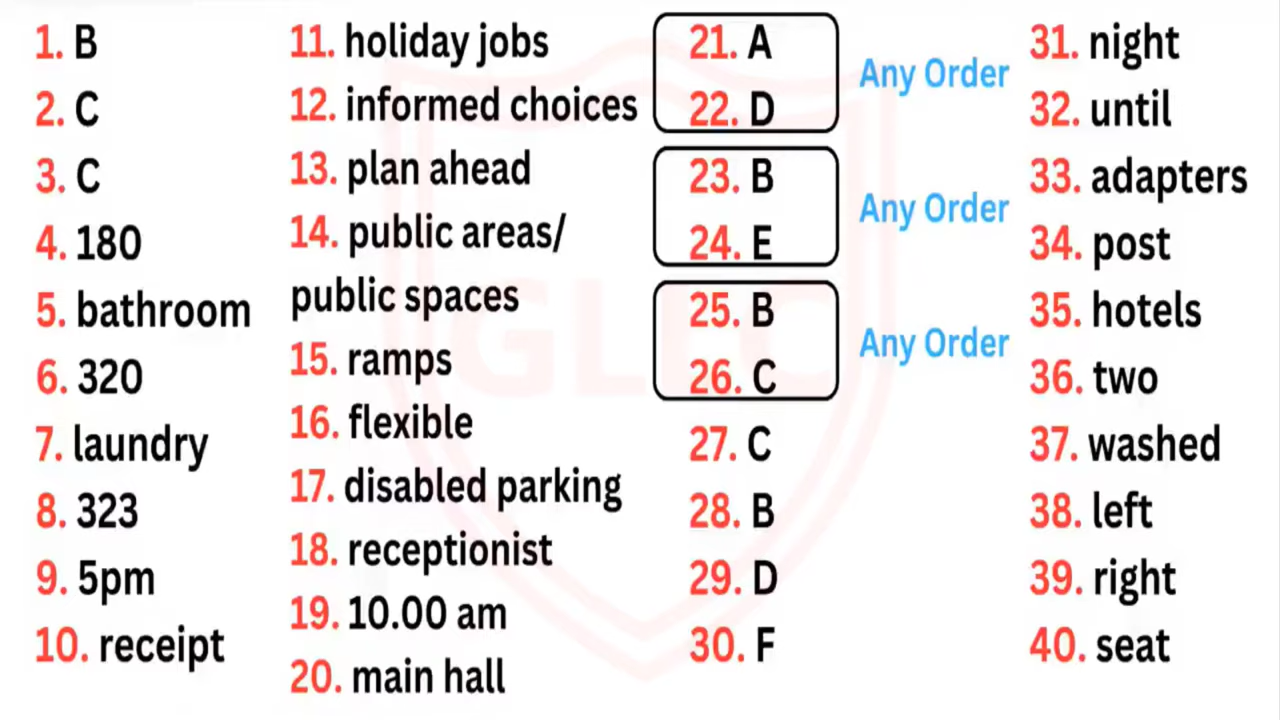 1. B
2. C
3. C
4. 180
5. bathroom
6. 320
7. laundry
8. 323
9. 5pm
10. receipt
11. holiday jobs
12. informed choices
13. plan ahead
14. public areas/
public spaces
15. ramps
16. flexible
17. disabled parking
18. receptionist
19. 10.00 am
20. main hall
21. A
22. D
Any Order
23. B
24. E
Any Order
25. B
26. C
Any Order
27. C
28. B
29. D
30. F
31. night
32. until
33. adapters
34. post
35. hotels
36. two
37. washed
38. left
39. right
40. seat